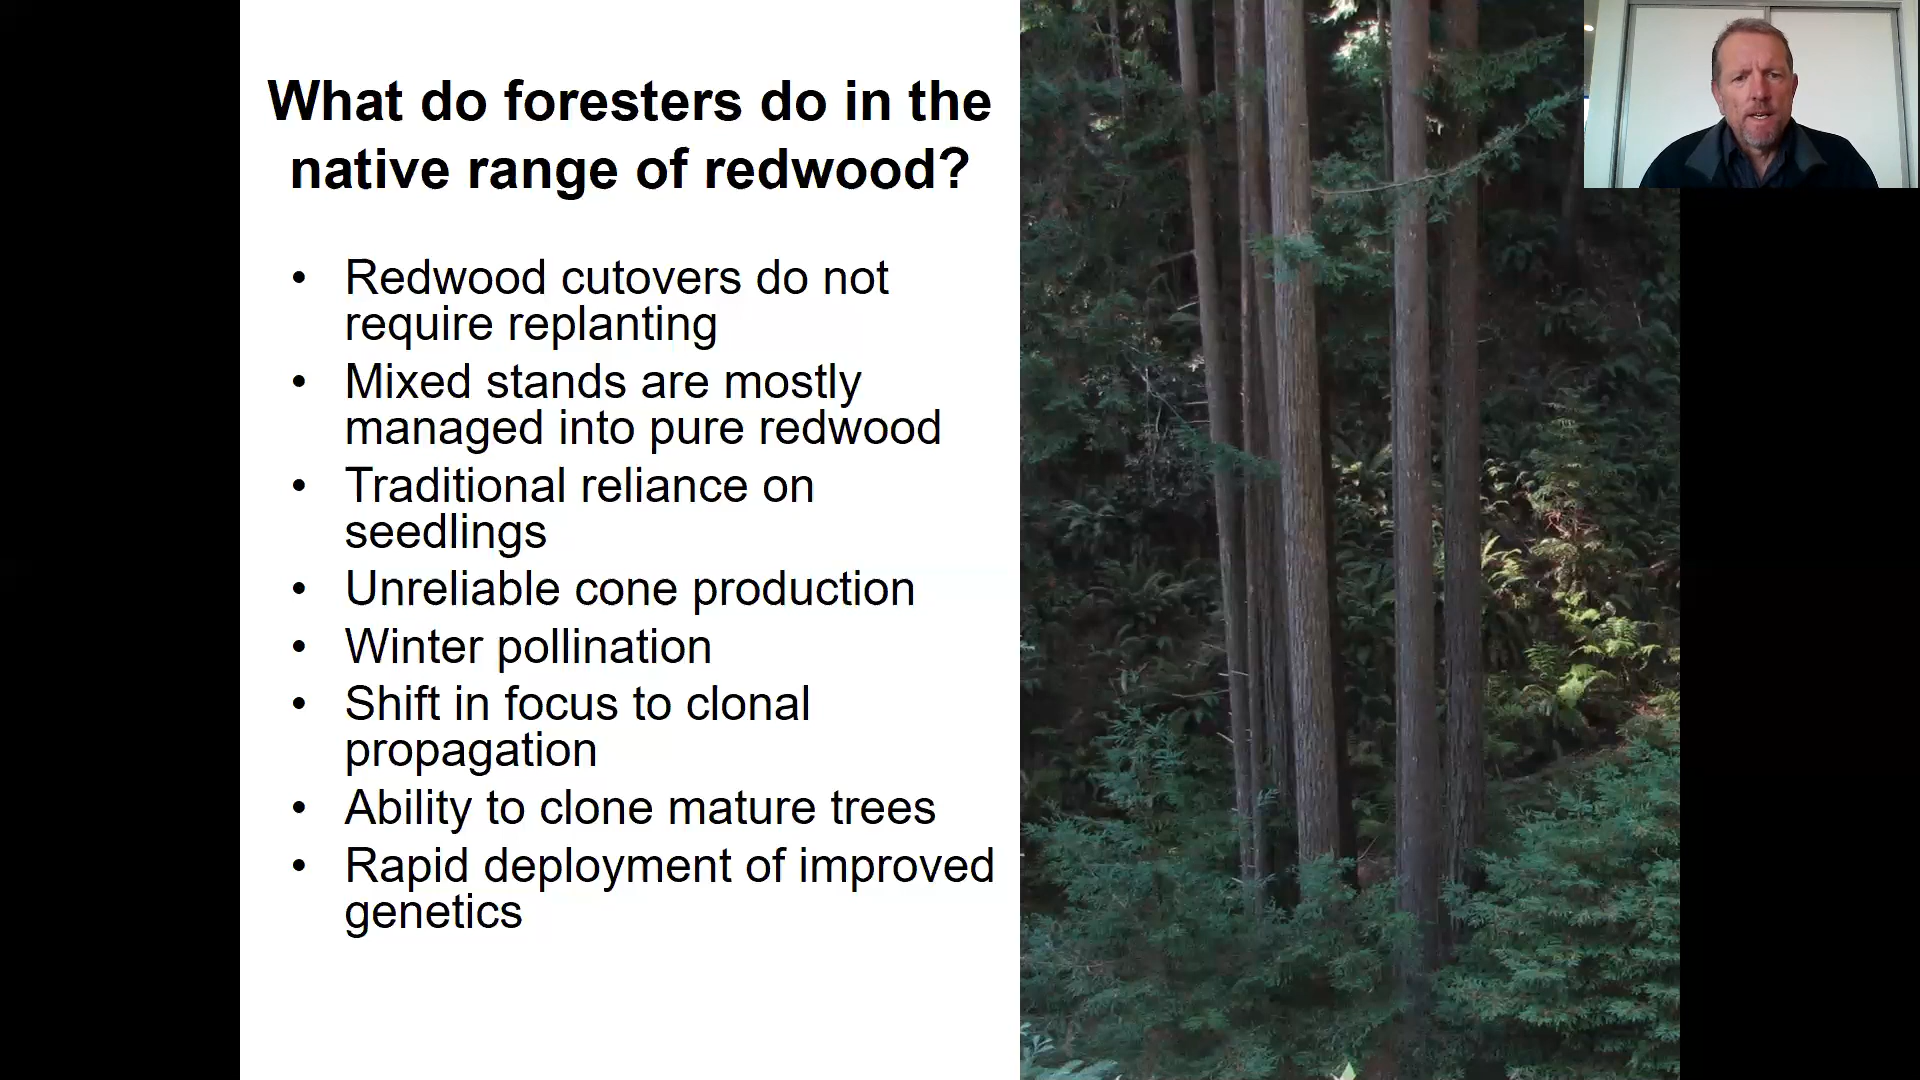 What do foresters do in the
native range of redwood?
• Redwood cutovers do not
require replanting
• Mixed stands are mostly
managed into pure redwood
• Traditional reliance on
seedlings
• Unreliable cone production
• Winter pollination
• Shift in focus to clonal
propagation
• Ability to clone mature trees
• Rapid deployment of improved
genetics